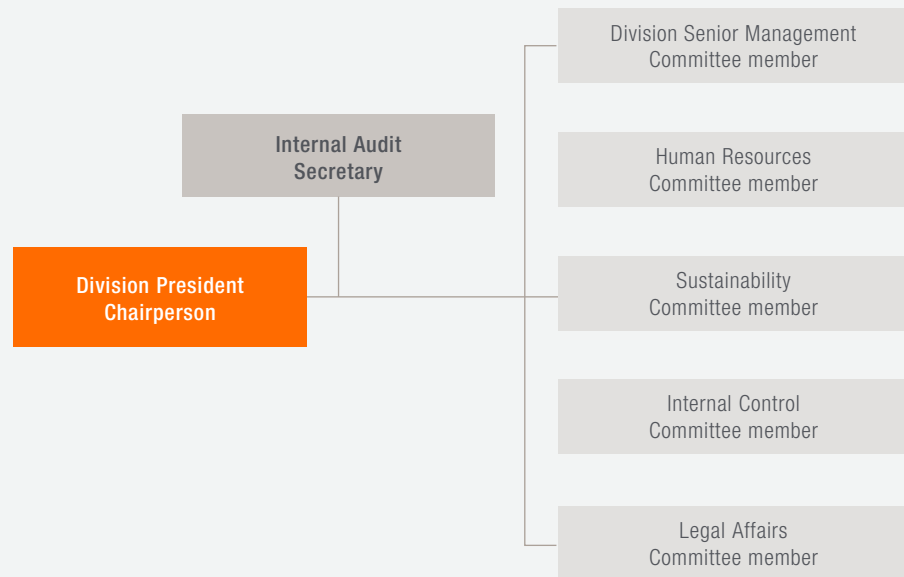 Division Senior Management
Committee member
Internal Audit
Secretary
Human Resources
Committee member
Division President
Chairperson
Sustainability
Committee member
Internal Control
Committee member
Legal Affairs
Committee member